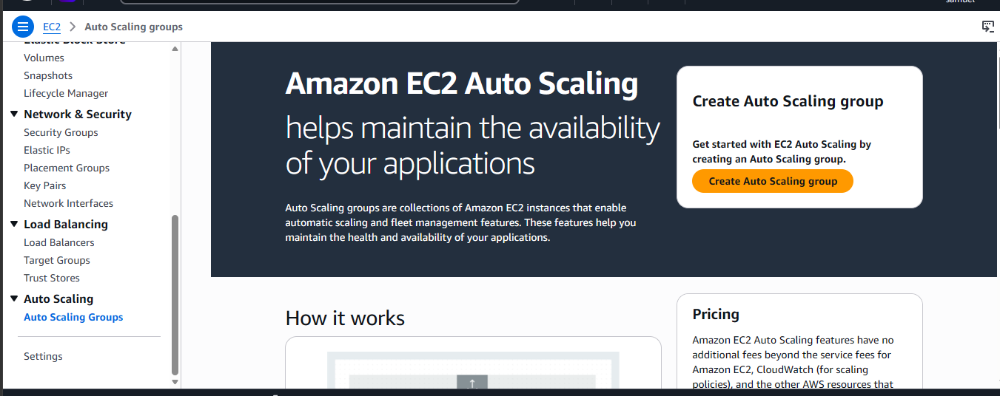 samuel
EC2
Auto Scaling groups
Elastic Block Store
Volumes
Snapshots
Lifecycle Manager
Network & Security
Security Groups
Elastic IPs
Placement Groups
Key Pairs
Network Interfaces
Load Balancing
Load Balancers
Target Groups
Trust Stores
Auto Scaling
Auto Scaling Groups
Settings
Amazon EC2 Auto Scaling
helps maintain the availability
of your applications
Auto Scaling groups are collections of Amazon EC2 instances that enable
automatic scaling and fleet management features. These features help you
maintain the health and availability of your applications.
Create Auto Scaling group
Get started with EC2 Auto Scaling by
creating an Auto Scaling group.
Create Auto Scaling group
How it works
Pricing
Amazon EC2 Auto Scaling features have no
additional fees beyond the service fees for
Amazon EC2, CloudWatch (for scaling
policies), and the other AWS resources that